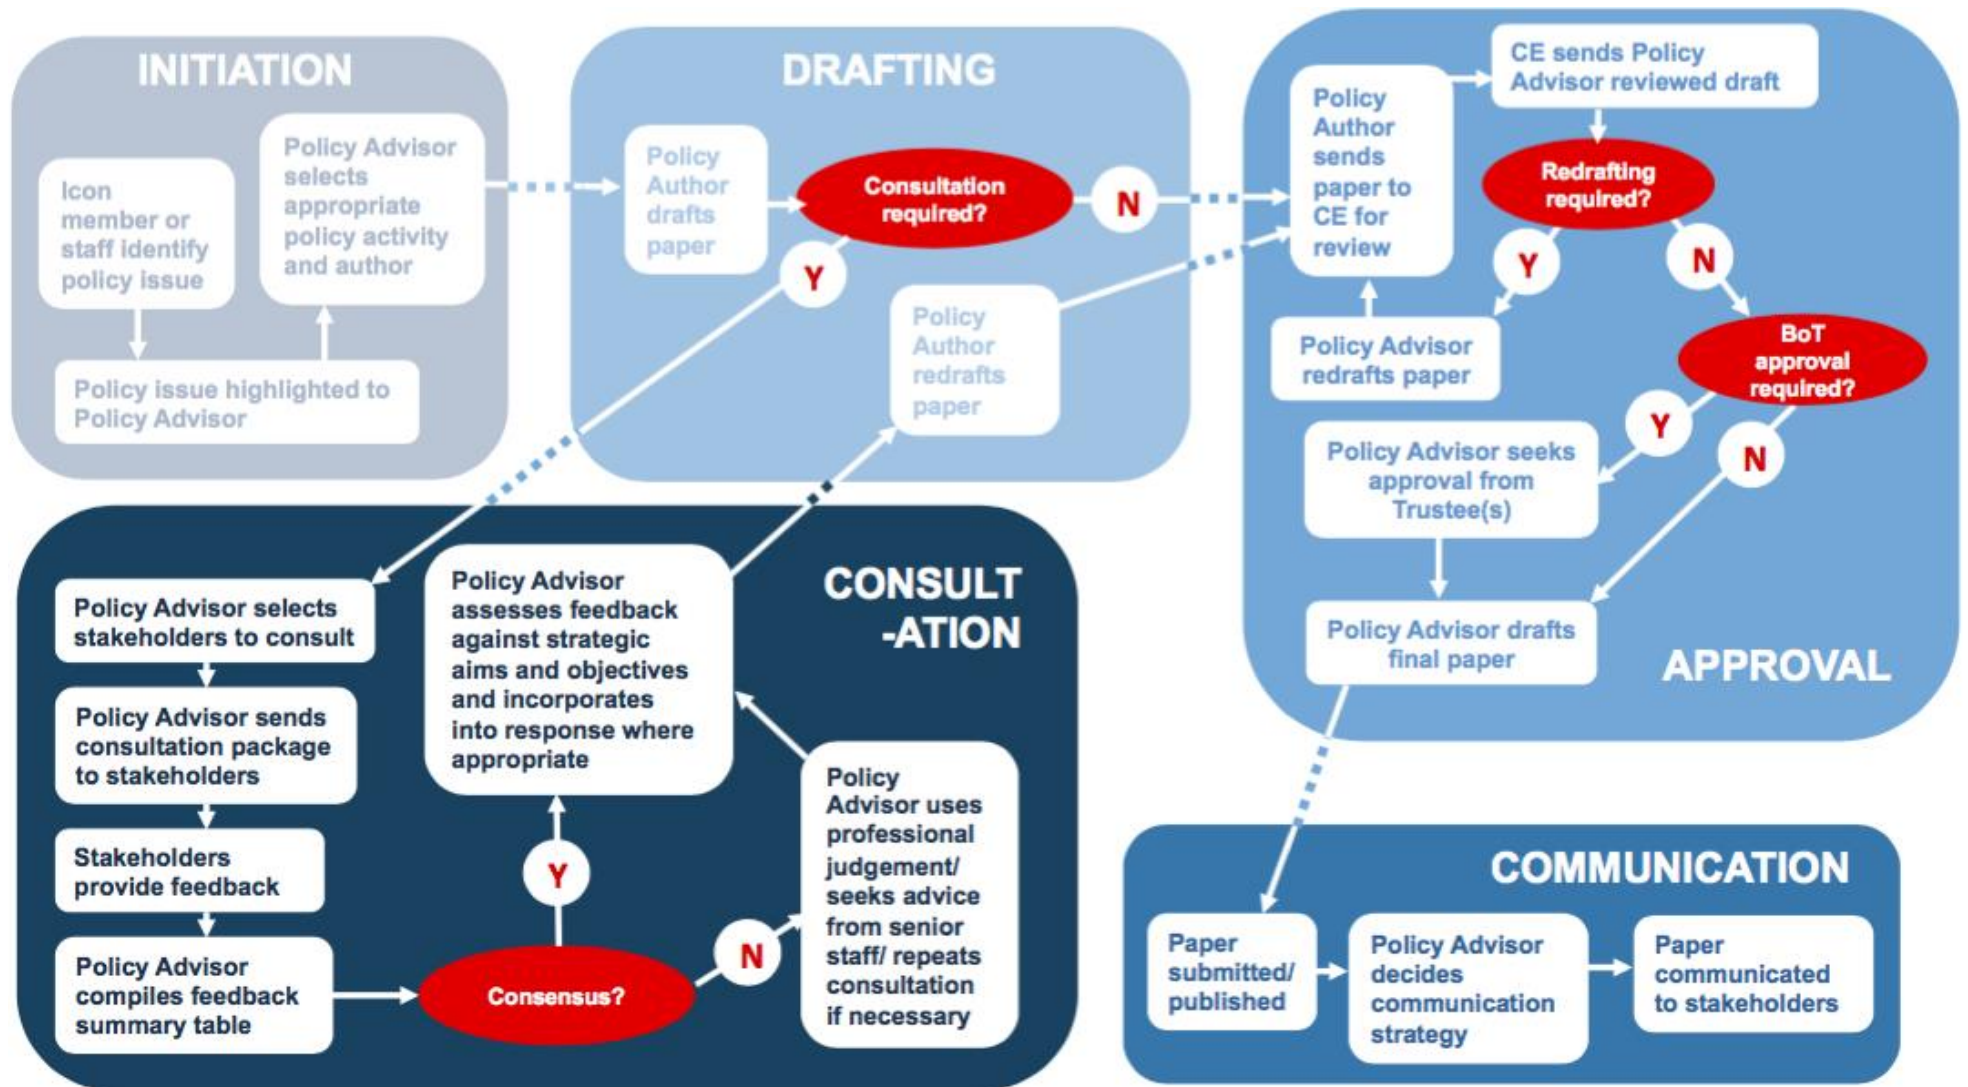 INITIATION
Icon
member or
staff identify
policy issue
Policy issue highlighted to
Policy Advisor
Policy Advisor
selects
appropriate
policy activity
and author
DRAFTING
Policy
Author
drafts
paper
Consultation
required?
N
Y
Policy
Author
redrafts
paper
CONSULT
-ATION
Policy Advisor selects
stakeholders to consult
Policy Advisor sends
consultation package
to stakeholders
Stakeholders
provide feedback
Policy Advisor
compiles feedback
summary table
Consensus?
Y
N
Policy Advisor
assesses feedback
against strategic
aims and objectives
and incorporates
into response where
appropriate
Policy
Advisor uses
professional
judgement/
seeks advice
from senior
staff/ repeats
consultation
if necessary
APPROVAL
Policy
Author
sends
paper to
CE for
review
CE sends Policy
Advisor reviewed draft
Redrafting
required?
Y
N
Policy Advisor
redrafts paper
BoT
approval
required?
Y
N
Policy Advisor seeks
approval from
Trustee(s)
Policy Advisor drafts
final paper
COMMUNICATION
Paper
submitted/
published
Policy Advisor
decides
communication
strategy
Paper
communicated
to stakeholders